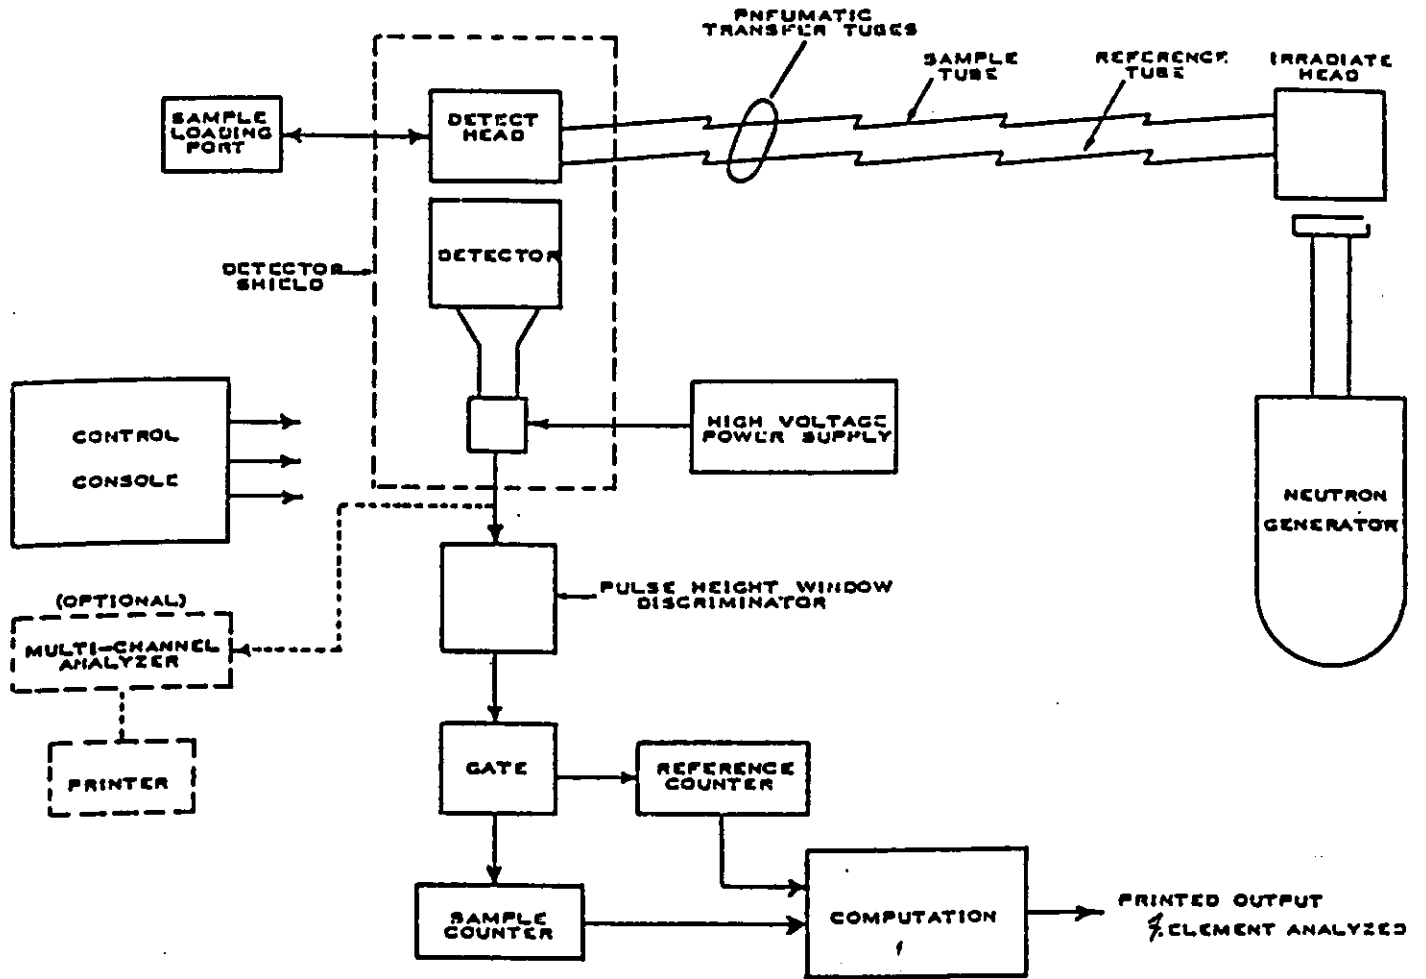 PNEUMATIC
TRANSFER TUBES
SAMPLE
TUBE
REFERENCE
TUBE
IRRADIATE
HEAD
SAMPLE
LOADING
PORT
DETECT
HEAD
DETECTOR
DETECTOR
SHIELD
CONTROL
CONSOLE
HIGH VOLTAGE
POWER SUPPLY
NEUTRON
GENERATOR
PULSE HEIGHT WINDOW
DISCRIMINATOR
(OPTIONAL)
MULTI-CHANNEL
ANALYZER
PRINTER
GATE
REFERENCE
COUNTER
SAMPLE
COUNTER
COMPUTATION
PRINTED OUTPUT
% ELEMENT ANALYZED